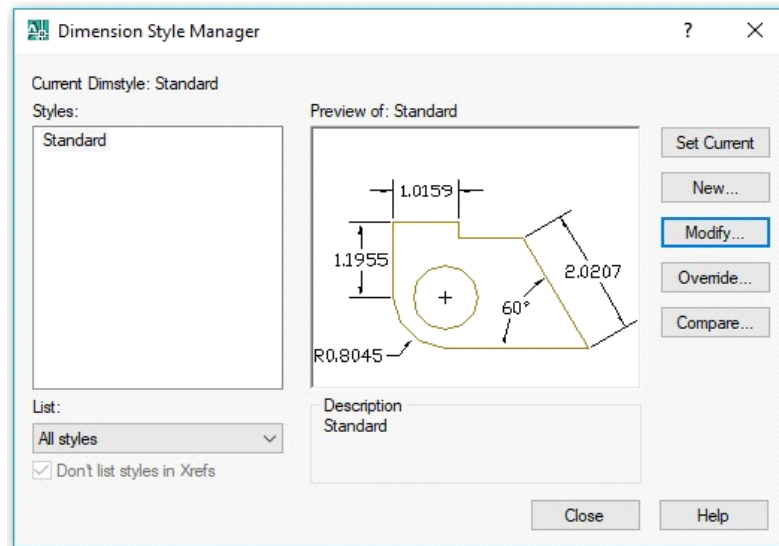 Dimension Style Manager
?
Current Dimstyle: Standard
Styles:
Standard
Preview of: Standard
1.0159
1.1955
2.0207
60°
R0.8045
Set Current
New...
Modify...
Override...
Compare...
List:
All styles
Don't list styles in Xrefs
Description
Standard
Close
Help